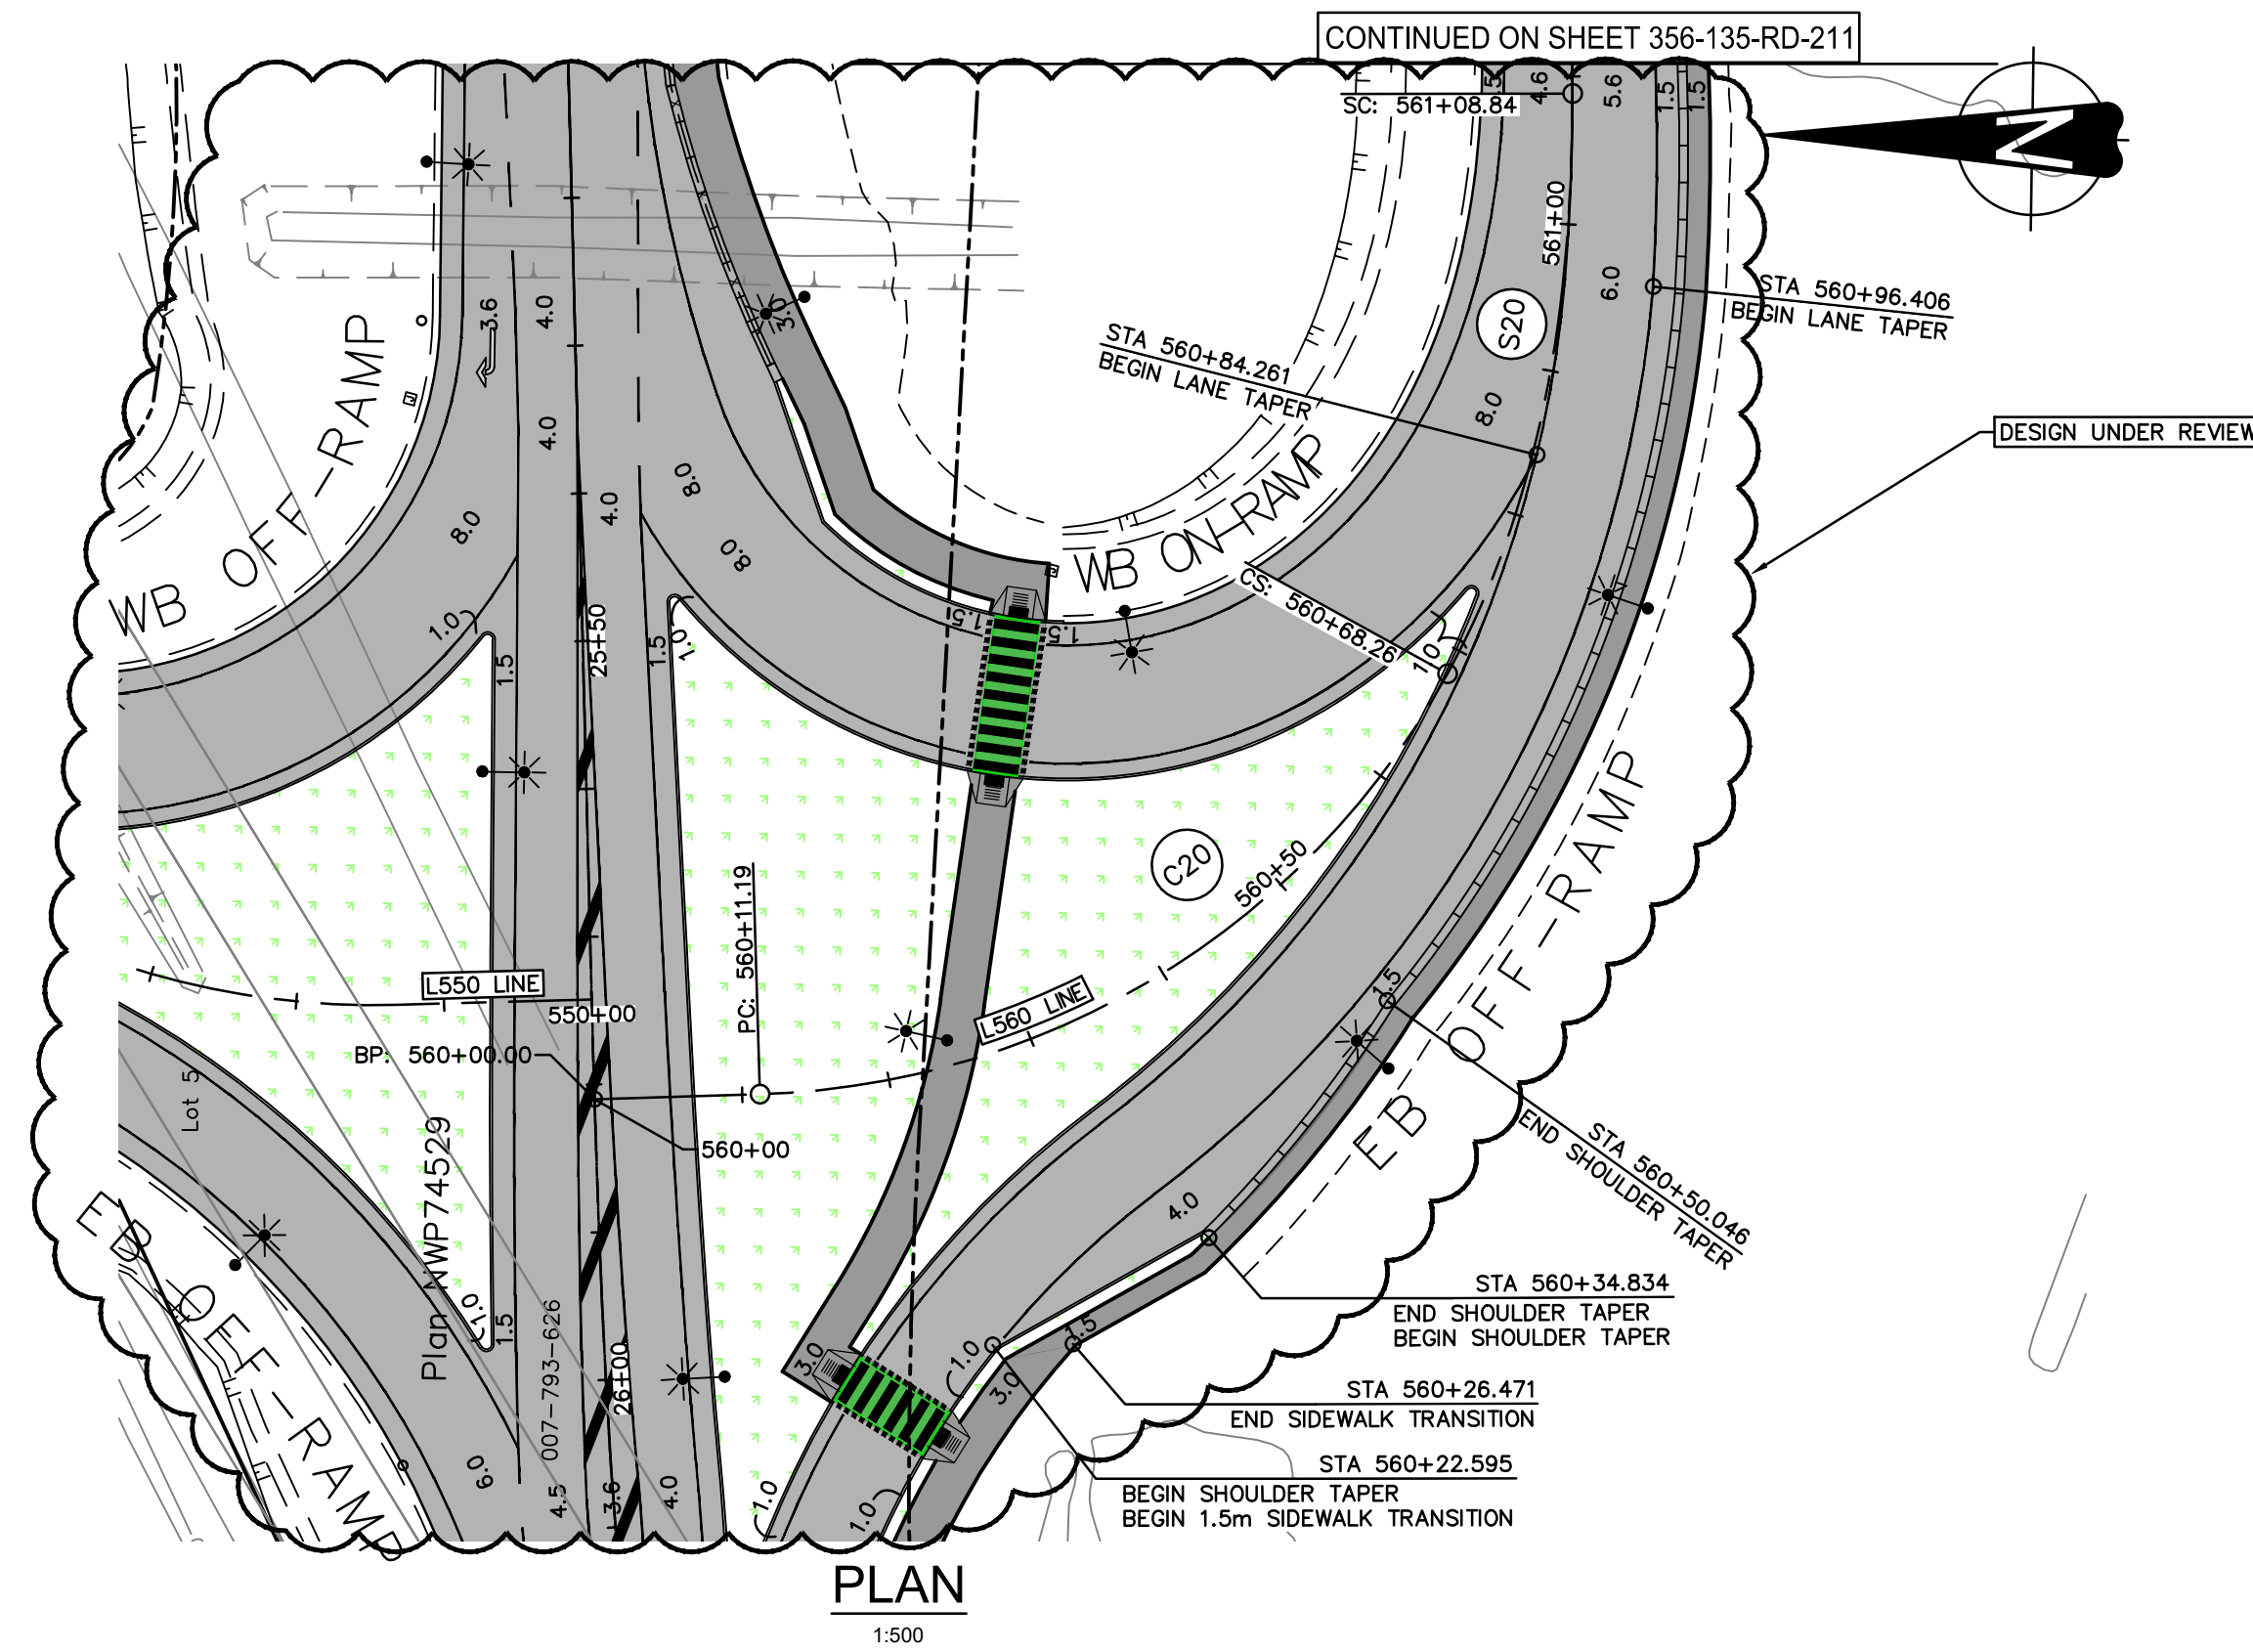 CONTINUED ON SHEET 356-135-RD-211
SC: 561+08.84
4.6
5.6
1.5
1.5
N
561+00
6.0
STA 560+96.406
BEGIN LANE TAPER
S20
STA 560+84.261
BEGIN LANE TAPER
8.0
DESIGN UNDER REVIEW
3.6
4.0
3.0
4.0
4.0
8.0
8.0
8.0
WB OFF-RAMP
WB ON-RAMP
CS: 560+68.26
1.0
1.0
1.5
25+50
1.5
1.0
1.5
1.5
C20
560+50
PC: 560+11.19
L550 LINE
550+00
L560 LINE
BP: 560+00.00
560+00
Lot 5
Plan NWP74529
007-793-626
1.5
EB OFF-RAMP
STA 560+50.046
END SHOULDER TAPER
4.0
STA 560+34.834
END SHOULDER TAPER
BEGIN SHOULDER TAPER
1.5
STA 560+26.471
END SIDEWALK TRANSITION
STA 560+22.595
BEGIN SHOULDER TAPER
BEGIN 1.5m SIDEWALK TRANSITION
EB OFF-RAMP
1.0
1.5
26+00
3.0
1.0
3.0
6.0
4.5
3.6
4.0
1.0
1.0
PLAN
1:500